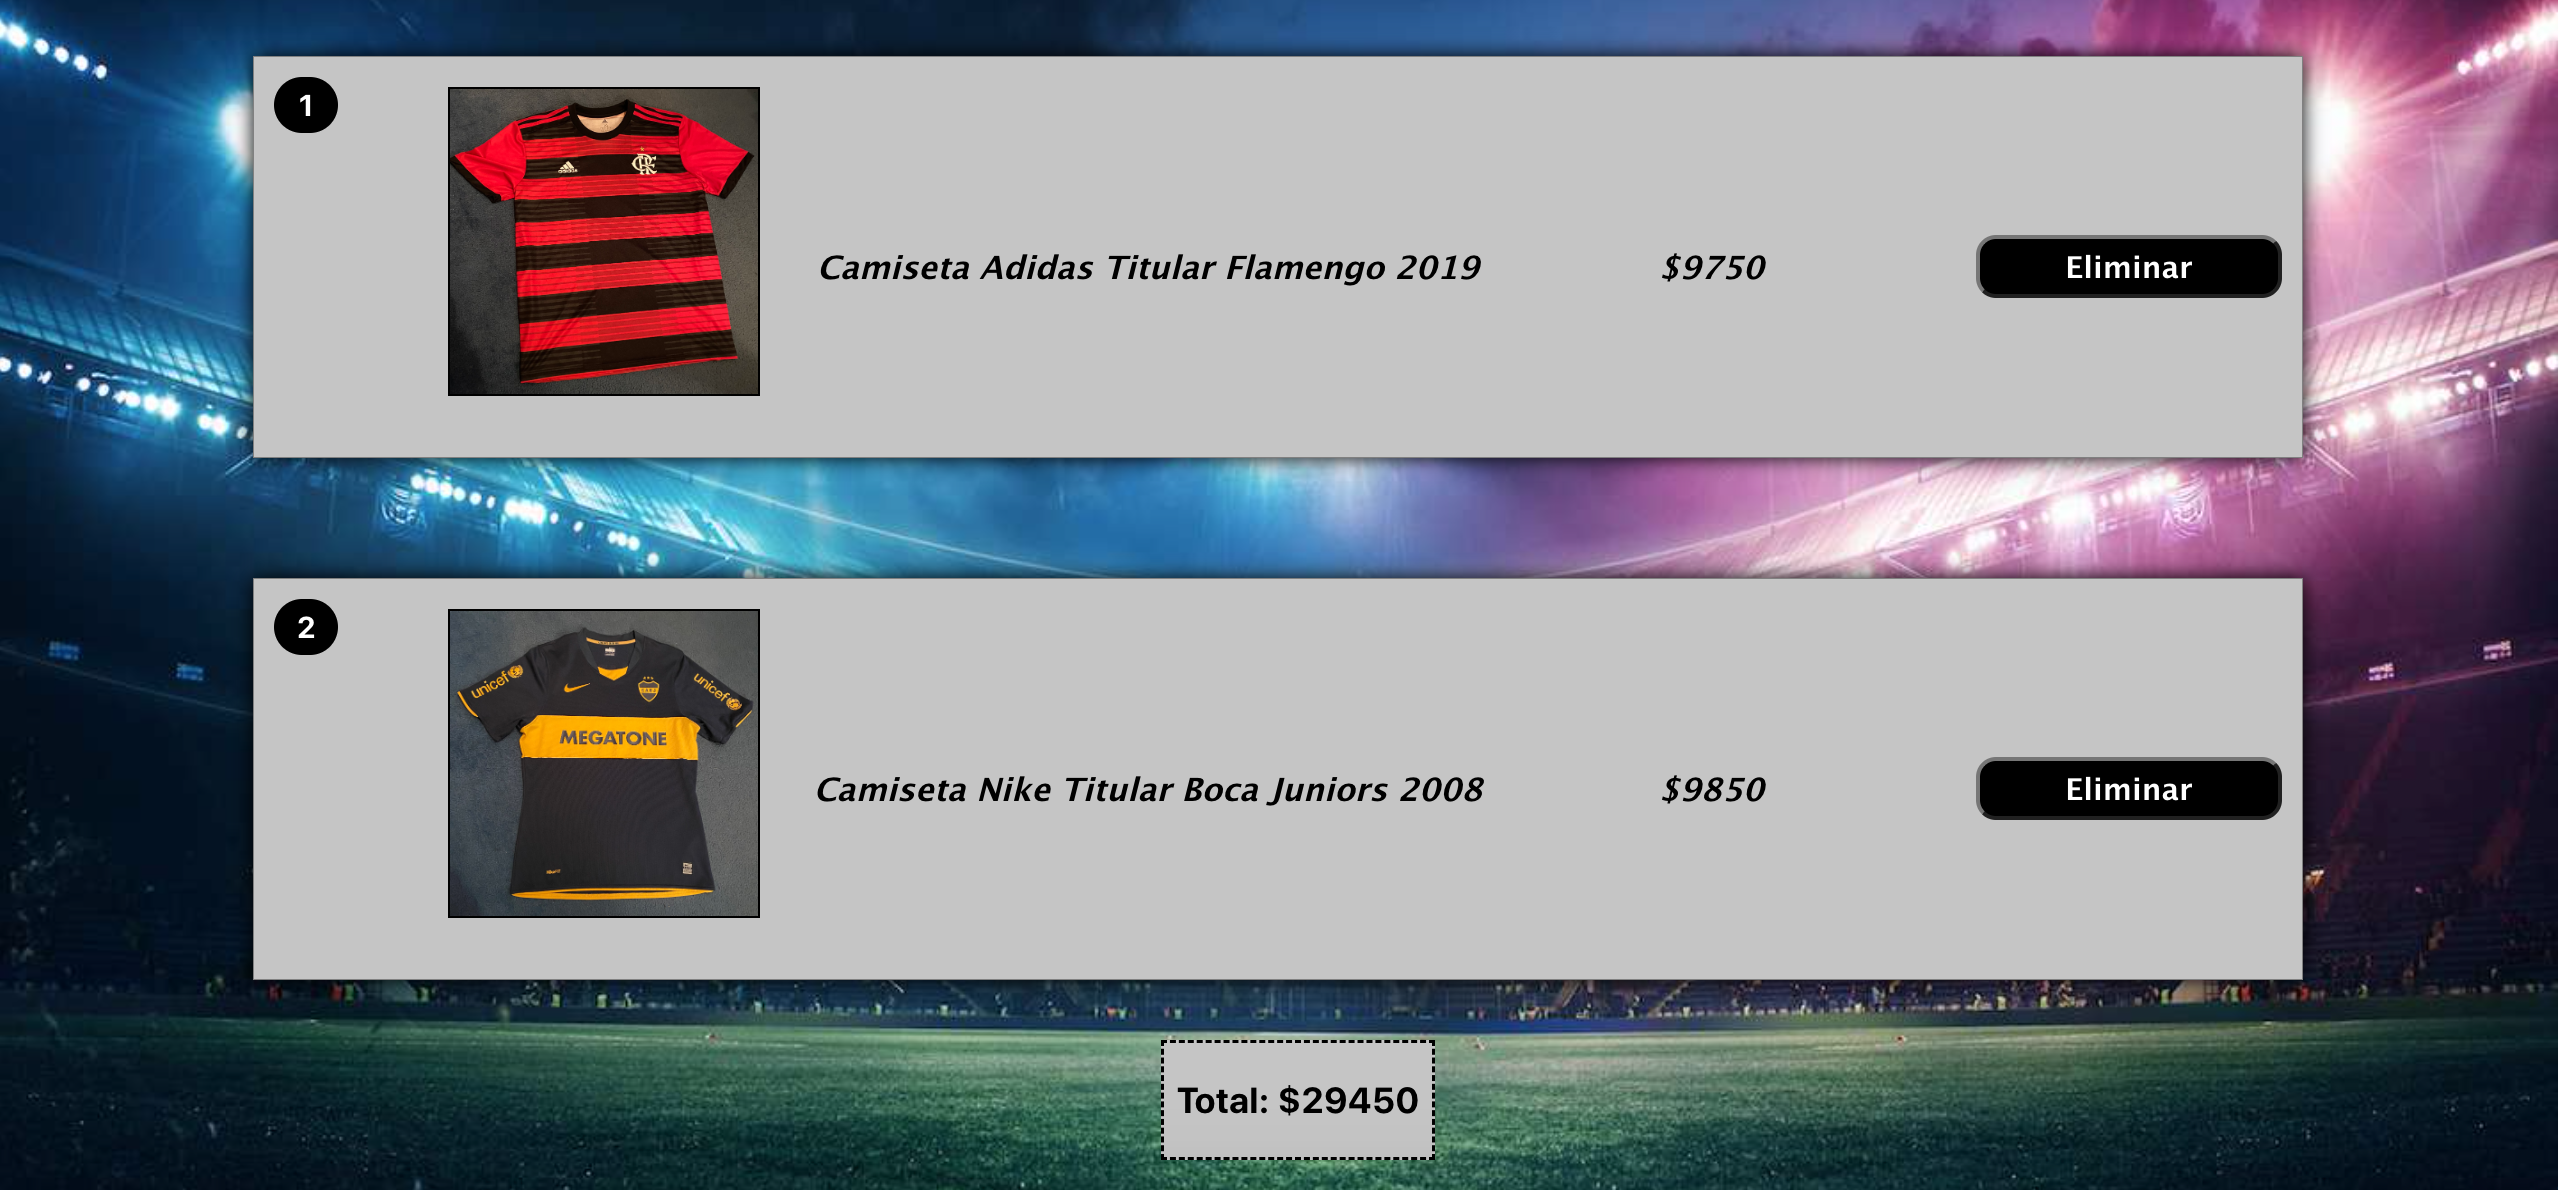 1
adidas
Camiseta Adidas Titular Flamengo 2019
$9750
Eliminar
2
unicef
unicef
MEGATONE
Camiseta Nike Titular Boca Juniors 2008
$9850
Eliminar
Total: $29450